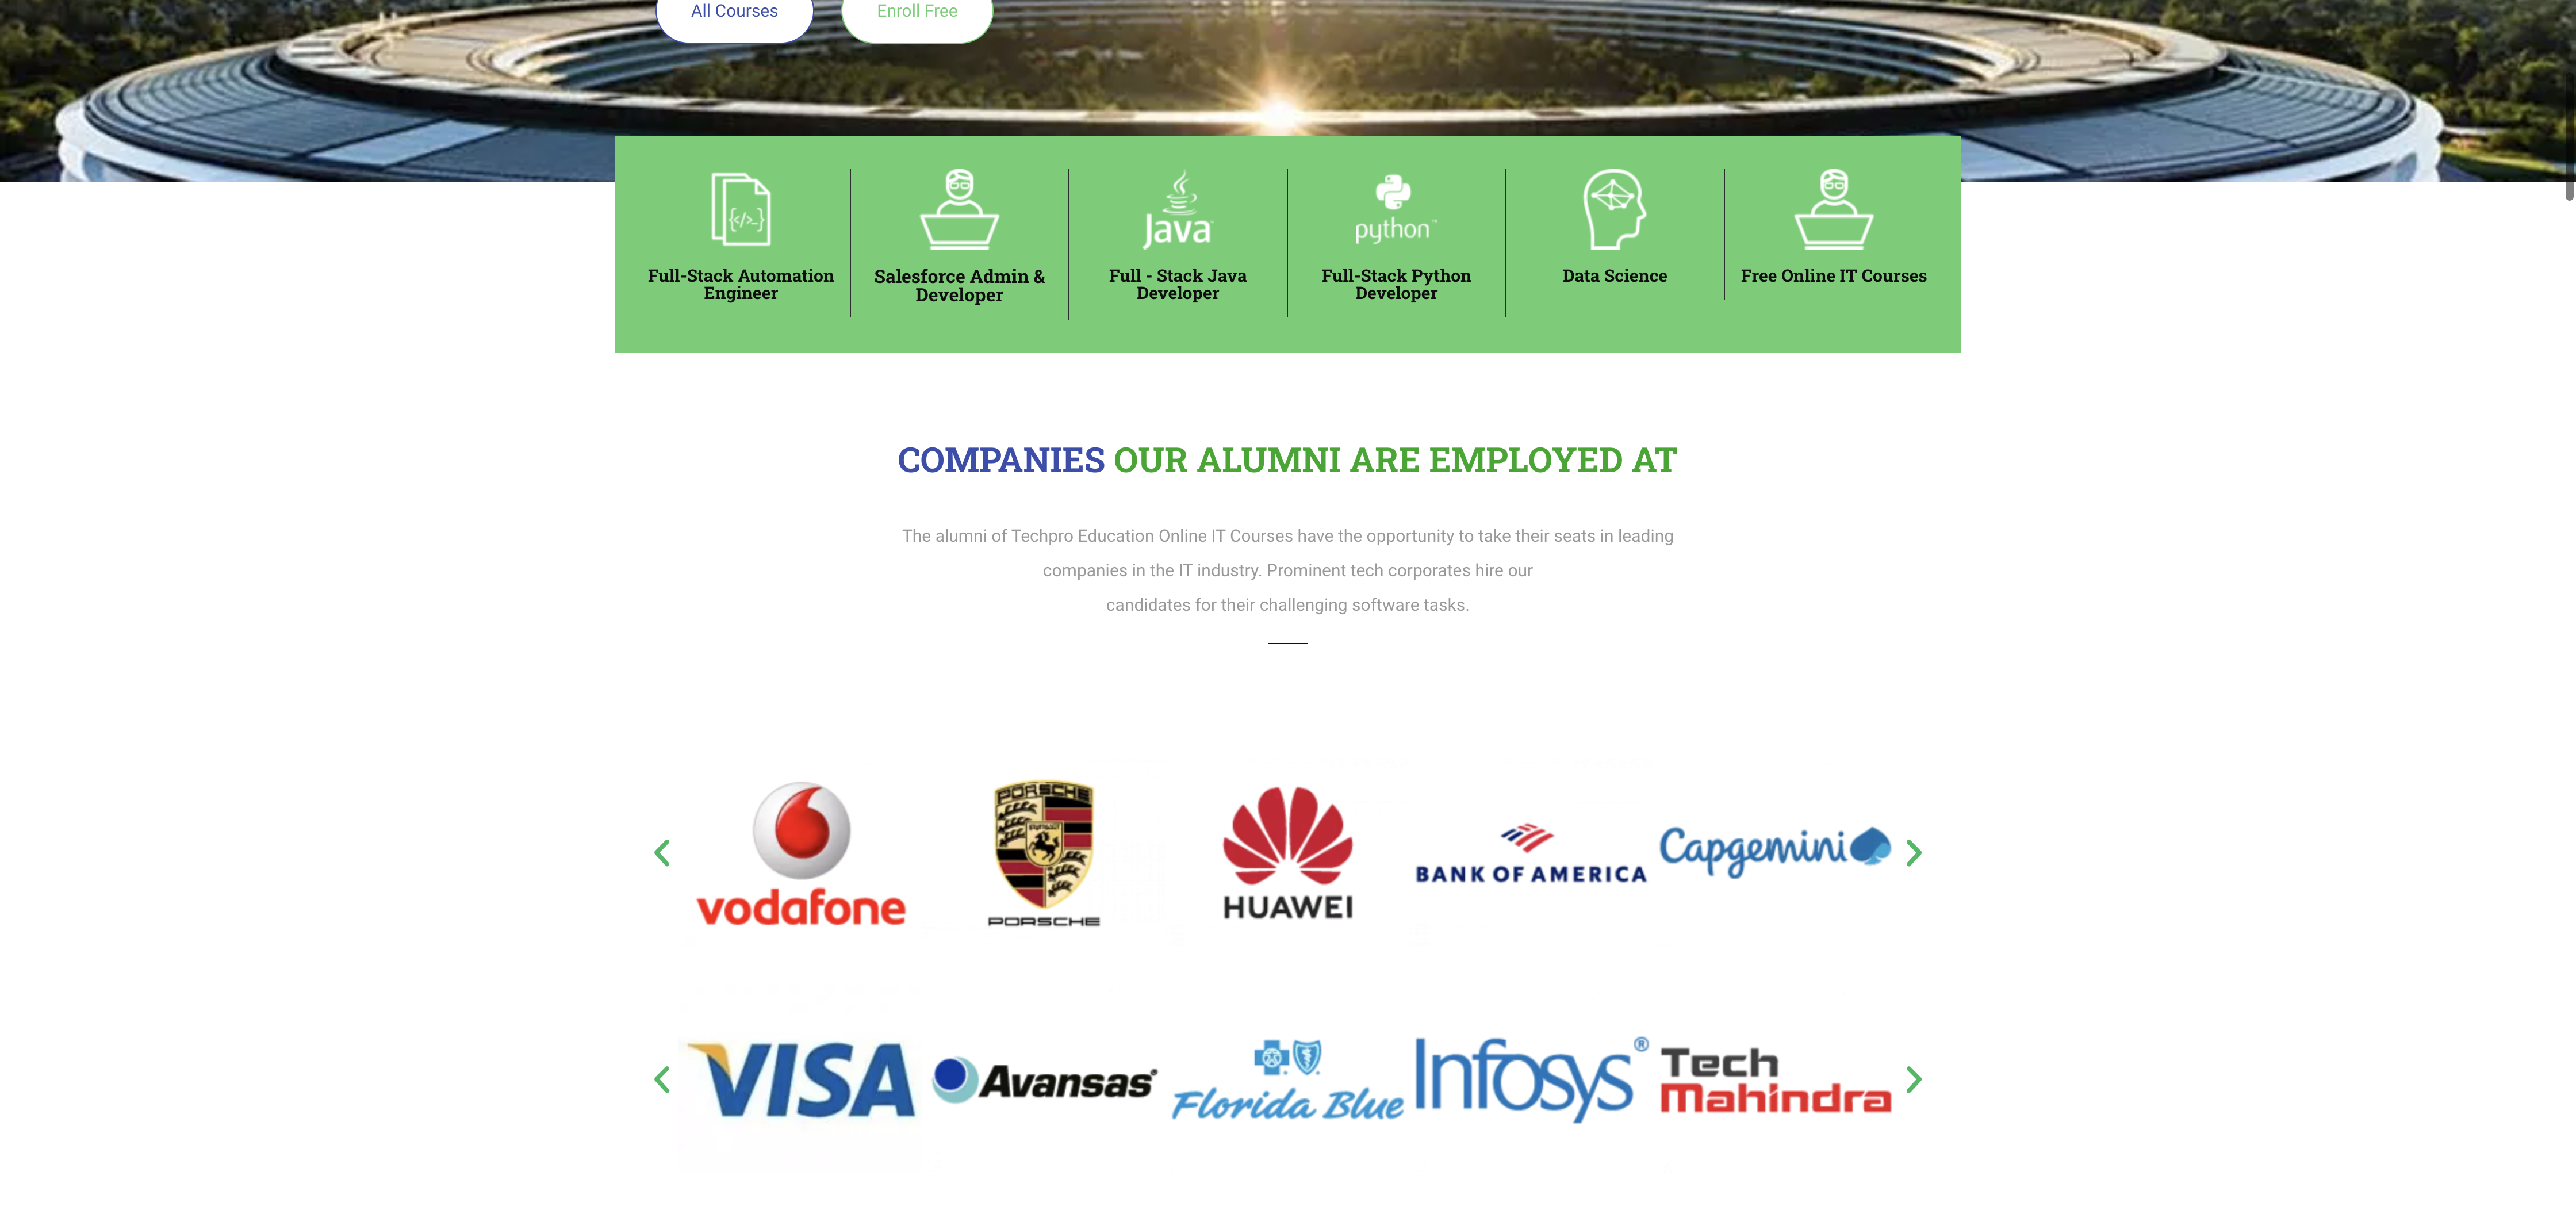 All Courses
Enroll Free
{</>_}
Full-Stack Automation
Engineer
Salesforce Admin &
Developer
Java
Full - Stack Java
Developer
python™
Full-Stack Python
Developer
Data Science
Free Online IT Courses
COMPANIES OUR ALUMNI ARE EMPLOYED AT
The alumni of Techpro Education Online IT Courses have the opportunity to take their seats in leading
companies in the IT industry. Prominent tech corporates hire our
candidates for their challenging software tasks.
vodafone
PORSCHE
PORSCHE
HUAWEI
BANK OF AMERICA
Capgemini
VISA
Avansas
Florida Blue
Infosys®
Tech
Mahindra